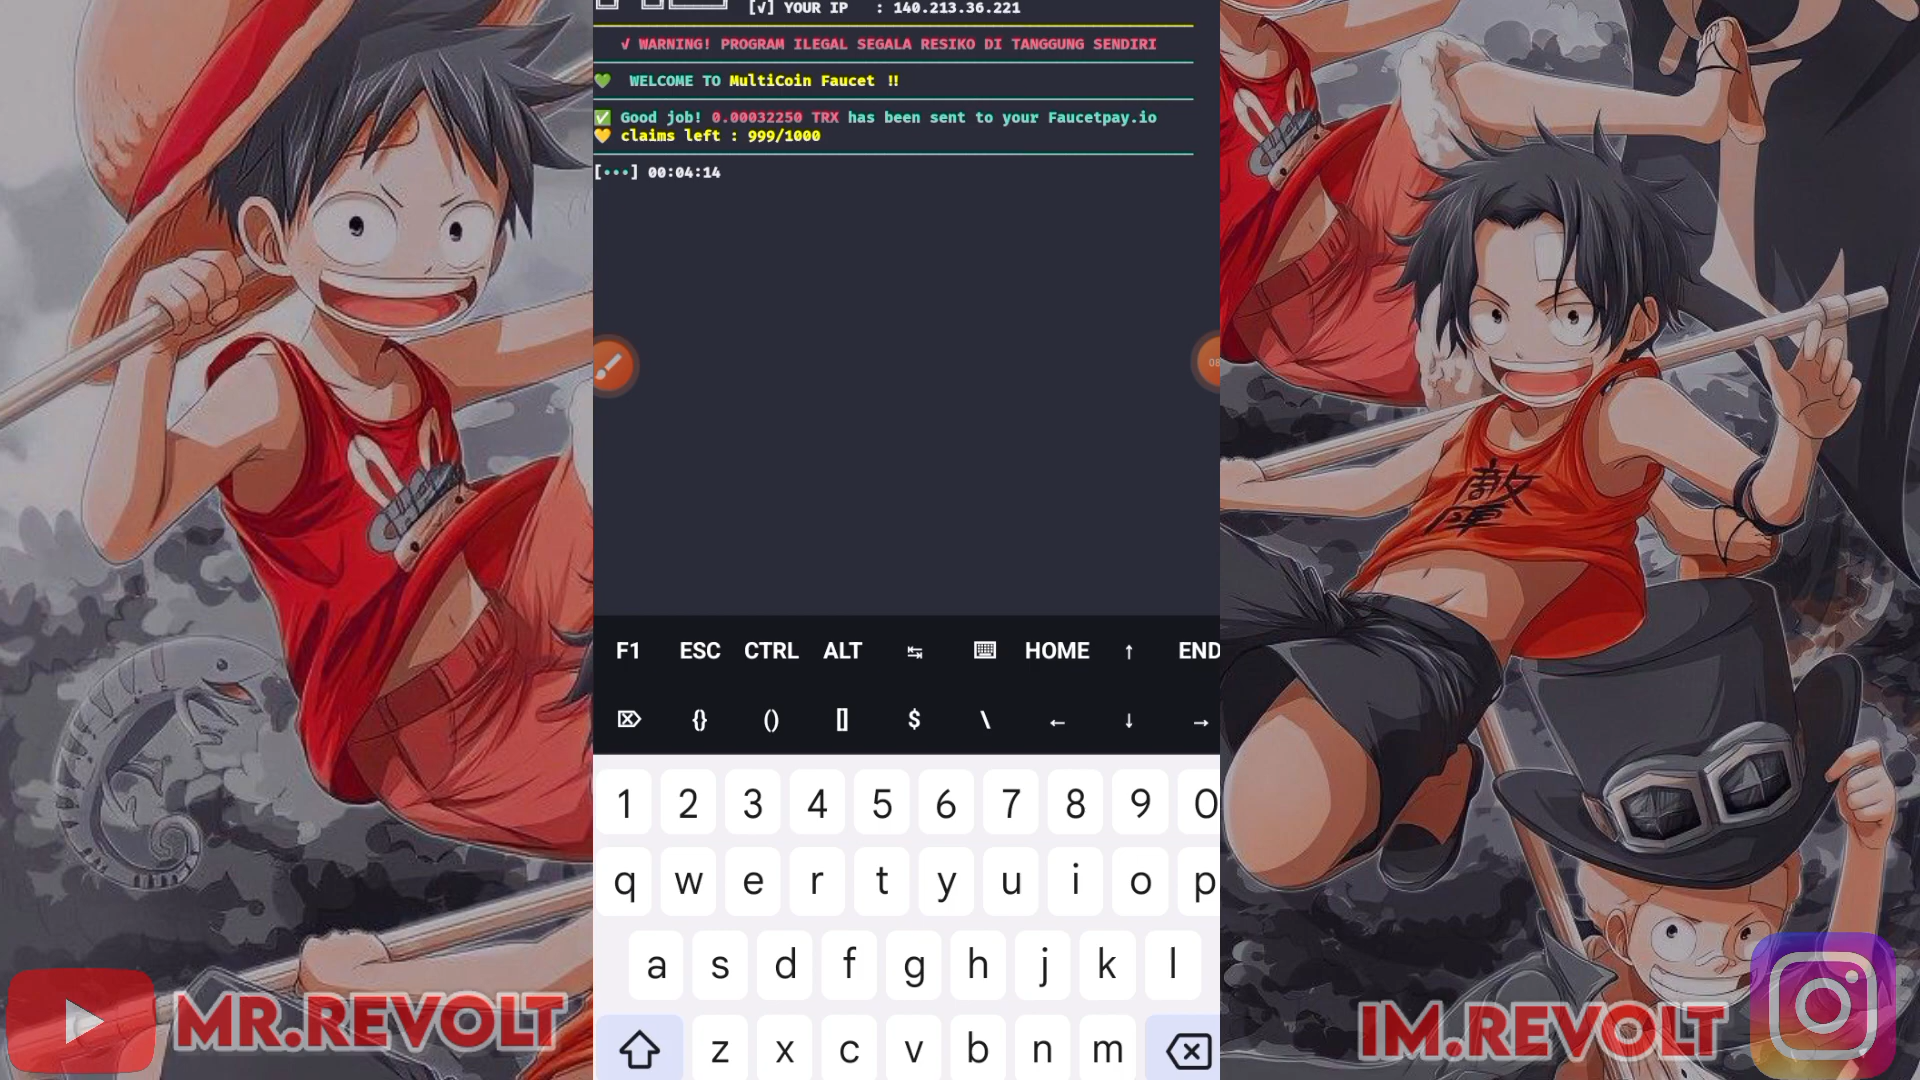 [√] YOUR IP : 140.213.36.221
√ WARNING! PROGRAM ILEGAL SEGALA RESIKO DI TANGGUNG SENDIRI
💚 WELCOME TO MultiCoin Faucet !!
✅ Good job! 0.00032250 TRX has been sent to your Faucetpay.io
🧡 claims left : 999/1000
[•••] 00:04:14
08
F1 ESC CTRL ALT ↹ ⌨ HOME ↑ END
⌦ {} () [] $ \ ← ↓ →
1 2 3 4 5 6 7 8 9 0
q w e r t y u i o p
a s d f g h j k l
z x c v b n m
MR.REVOLT
IM.REVOLT